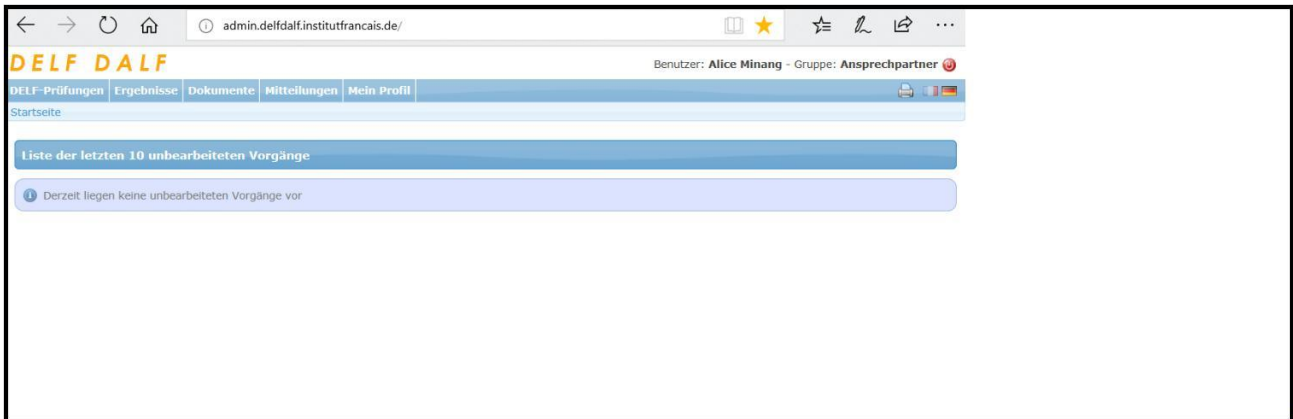 admin.delfdalf.institutfrancais.de/
DELF DALF
Benutzer: Alice Minang - Gruppe: Ansprechpartner
DELF-Prüfungen Ergebnisse Dokumente Mitteilungen Mein Profil
Startseite
Liste der letzten 10 unbearbeiteten Vorgänge
Derzeit liegen keine unbearbeiteten Vorgänge vor